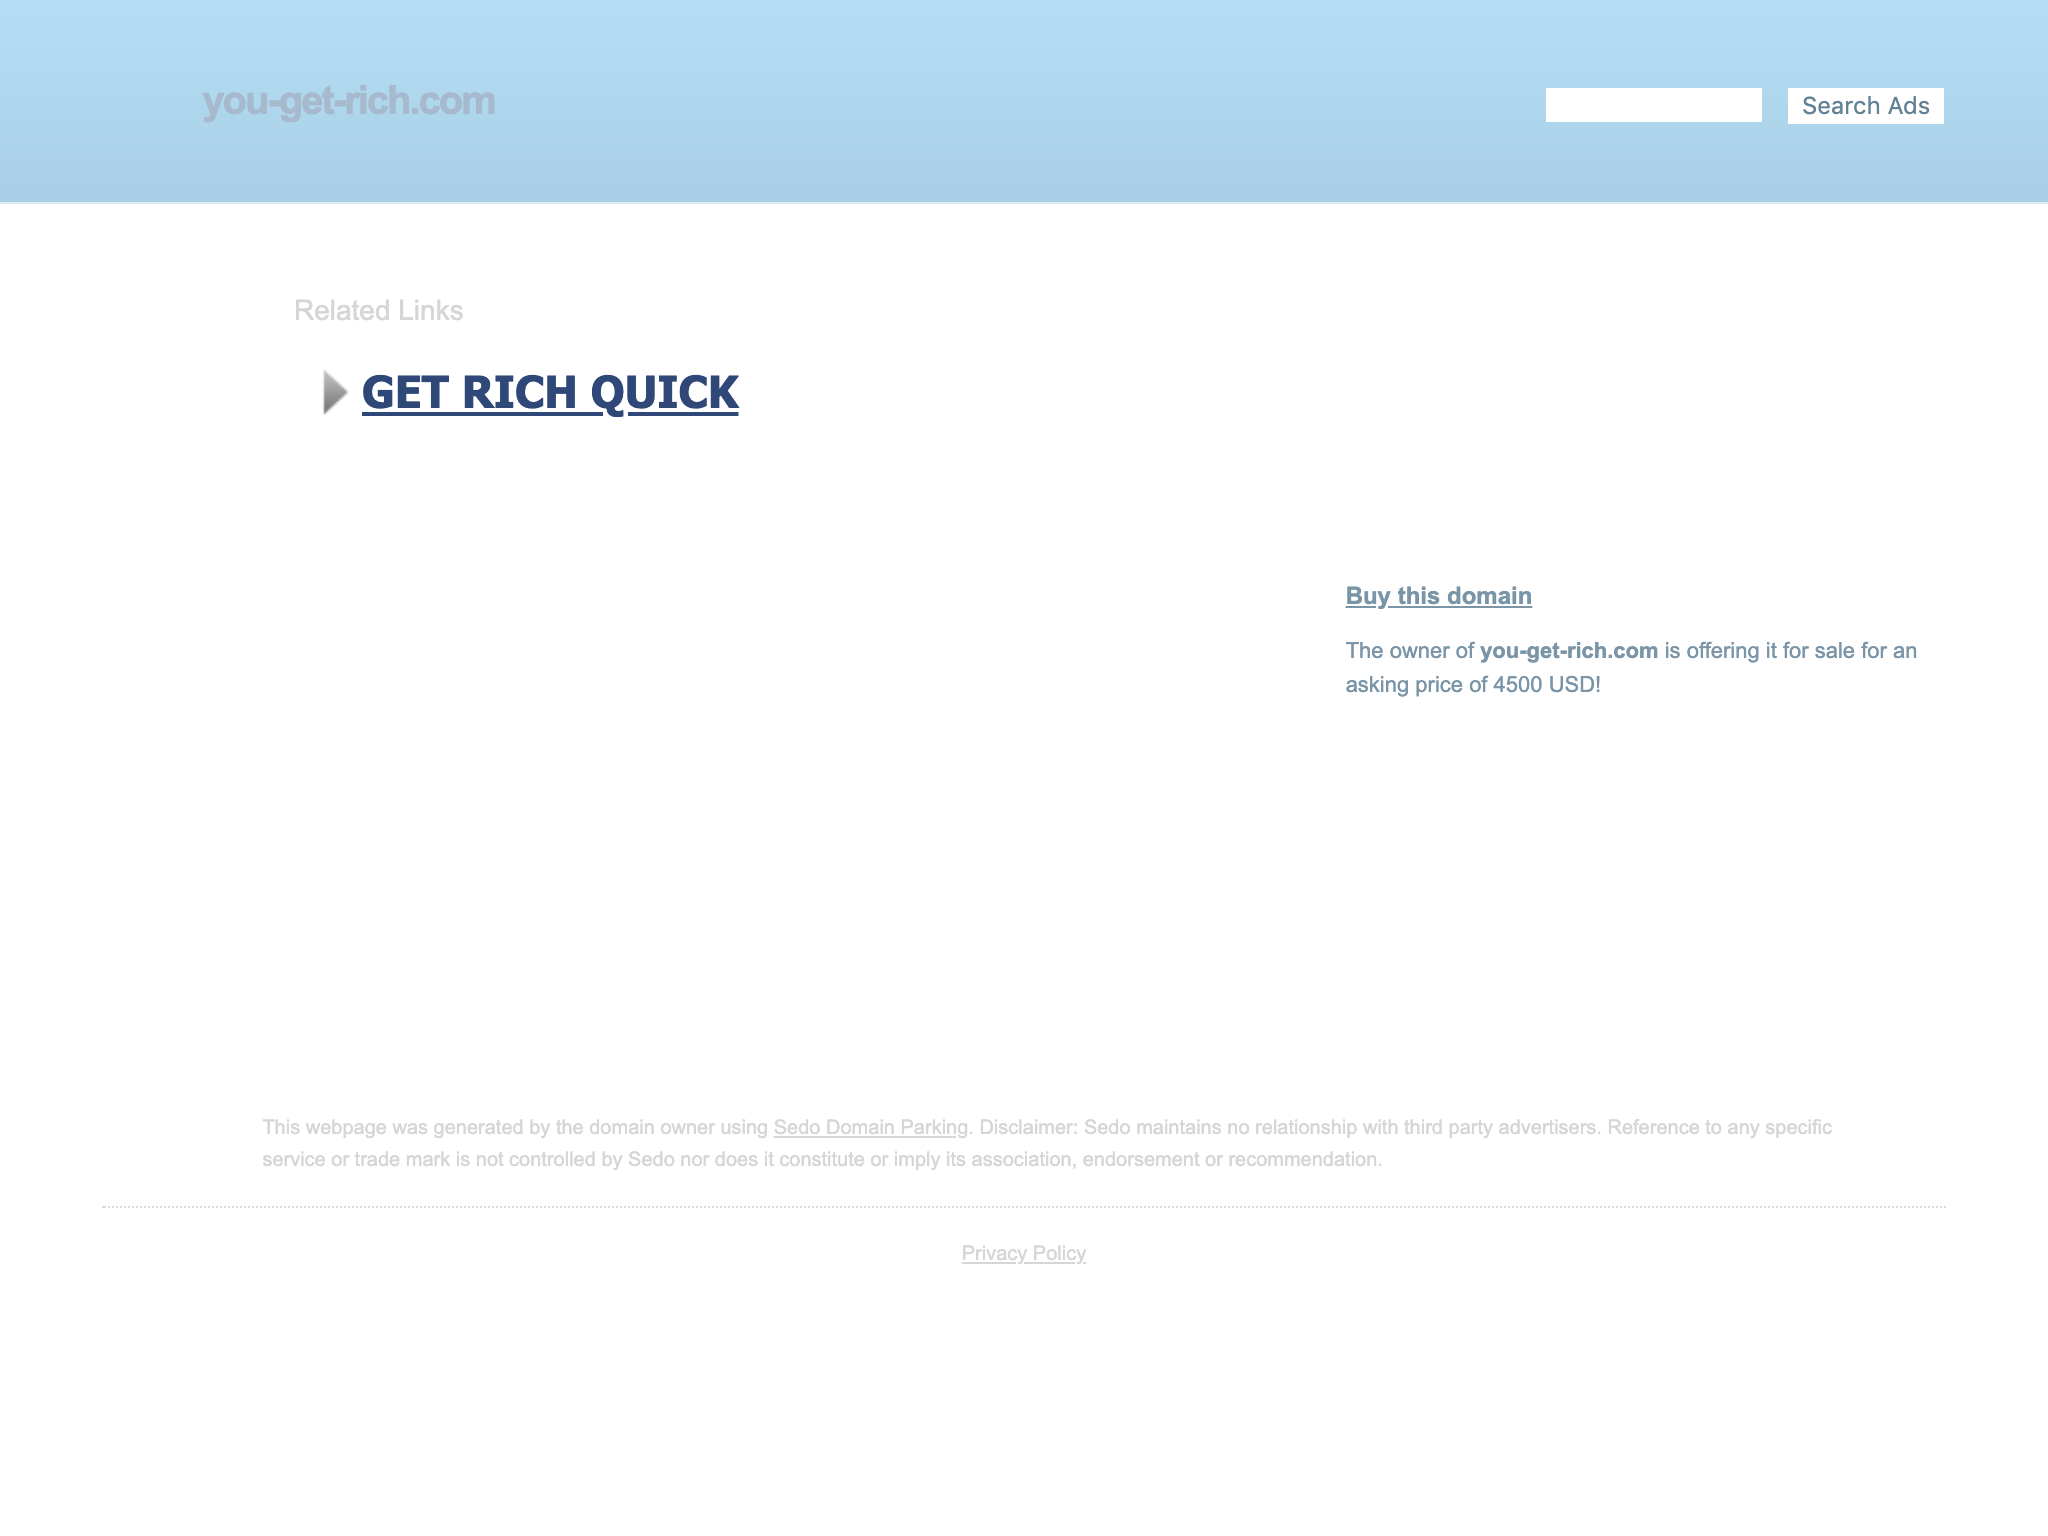 you-get-rich.com
Search Ads
Related Links
GET RICH QUICK
Buy this domain
The owner of you-get-rich.com is offering it for sale for an
asking price of 4500 USD!
This webpage was generated by the domain owner using Sedo Domain Parking. Disclaimer: Sedo maintains no relationship with third party advertisers. Reference to any specific
service or trade mark is not controlled by Sedo nor does it constitute or imply its association, endorsement or recommendation.
Privacy Policy